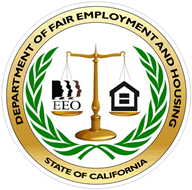 DEPARTMENT OF FAIR EMPLOYMENT AND HOUSING
EEO
STATE OF CALIFORNIA